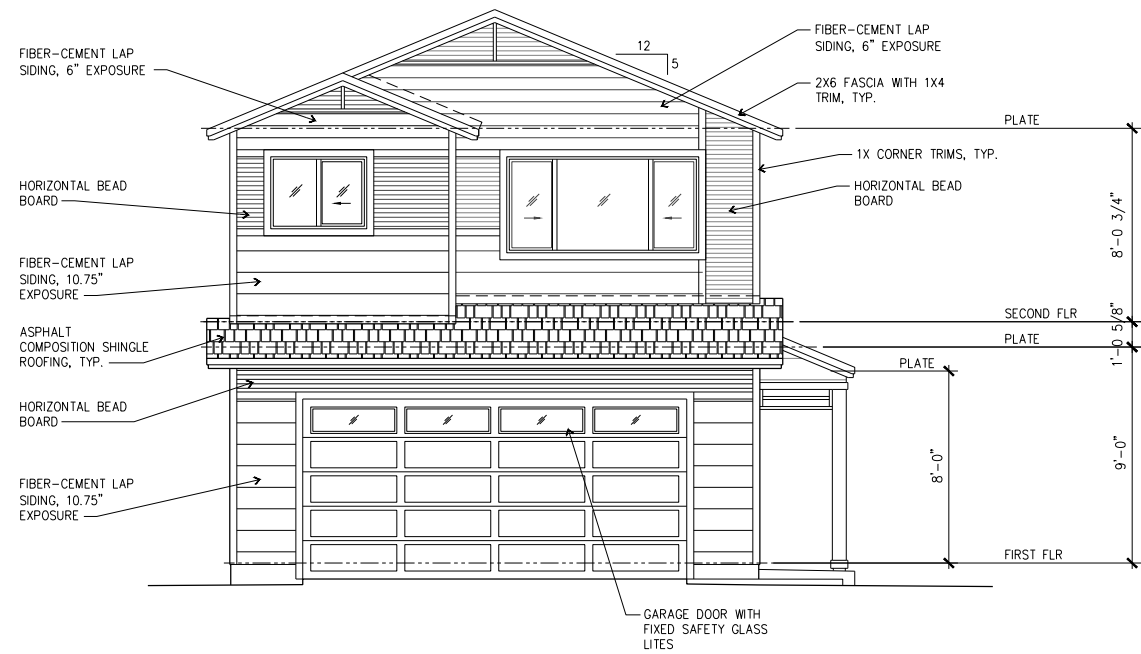 FIBER-CEMENT LAP
SIDING, 6" EXPOSURE
HORIZONTAL BEAD
BOARD
FIBER-CEMENT LAP
SIDING, 10.75"
EXPOSURE
ASPHALT
COMPOSITION SHINGLE
ROOFING, TYP.
HORIZONTAL BEAD
BOARD
FIBER-CEMENT LAP
SIDING, 10.75"
EXPOSURE
12
5
FIBER-CEMENT LAP
SIDING, 6" EXPOSURE
2X6 FASCIA WITH 1X4
TRIM, TYP.
PLATE
1X CORNER TRIMS, TYP.
HORIZONTAL BEAD
BOARD
8'-0 3/4"
SECOND FLR
1'-0 5/8"
PLATE
PLATE
8'-0"
9'-0"
FIRST FLR
GARAGE DOOR WITH
FIXED SAFETY GLASS
LITES